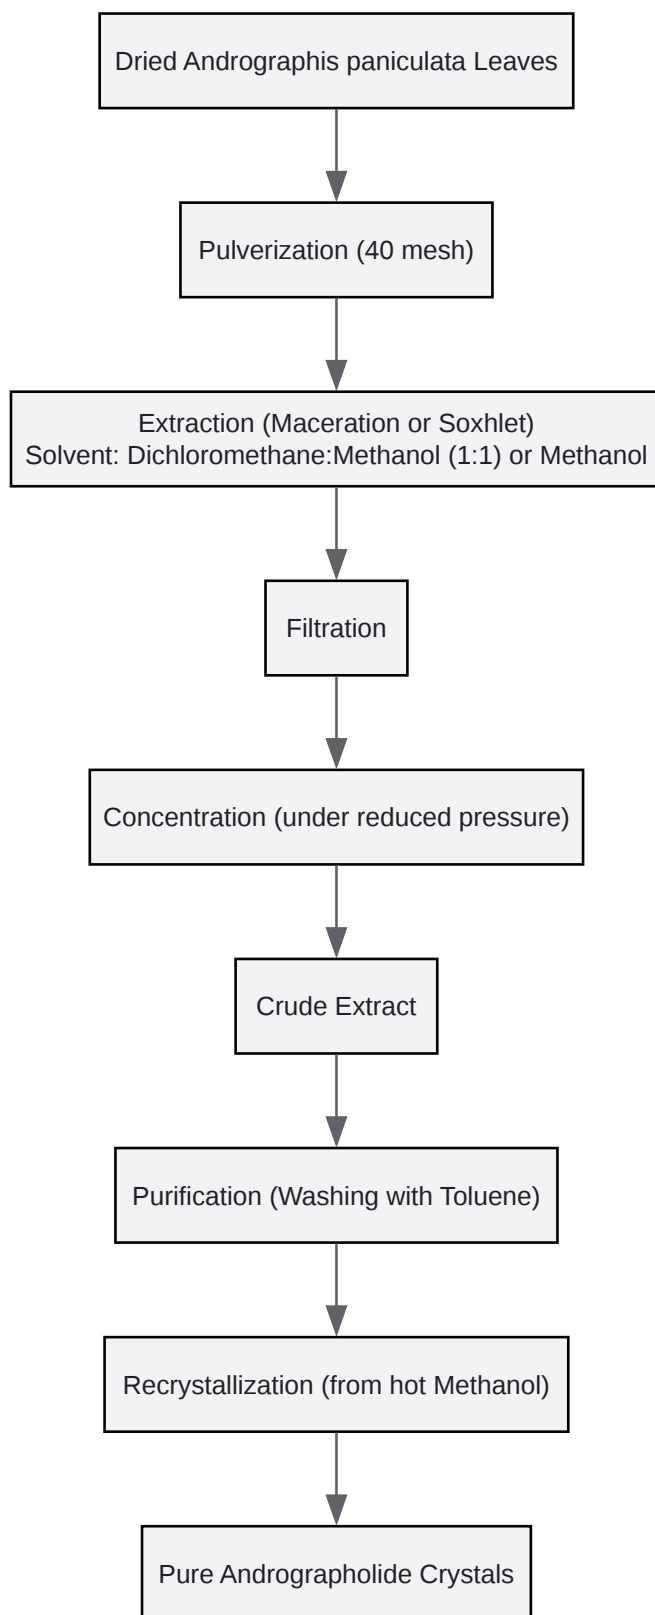 Dried Andrographis paniculata Leaves
Pulverization (40 mesh)
Extraction (Maceration or Soxhlet)
Solvent: Dichloromethane:Methanol (1:1) or Methanol
Filtration
Concentration (under reduced pressure)
Crude Extract
Purification (Washing with Toluene)
Recrystallization (from hot Methanol)
Pure Andrographolide Crystals